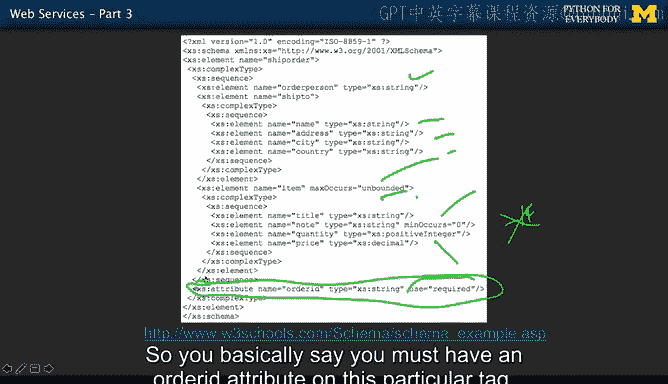 Web Services - Part 3
GPT中英字幕课程资源
PYTHON FOR
EVERYBODY
<?xml version="1.0" encoding="ISO-8859-1" ?>
<xs:schema xmlns:xs="http://www.w3.org/2001/XMLSchema">
<xs:element name="shiporder">
<xs:complexType>
<xs:sequence>
<xs:element name="orderperson" type="xs:string"/>
<xs:element name="shipto">
<xs:complexType>
<xs:sequence>
<xs:element name="name" type="xs:string"/>
<xs:element name="address" type="xs:string"/>
<xs:element name="city" type="xs:string"/>
<xs:element name="country" type="xs:string"/>
</xs:sequence>
</xs:complexType>
</xs:element>
<xs:element name="item" maxOccurs="unbounded">
<xs:complexType>
<xs:sequence>
<xs:element name="title" type="xs:string"/>
<xs:element name="note" type="xs:string" minOccurs="0"/>
<xs:element name="quantity" type="xs:positiveInteger"/>
<xs:element name="price" type="xs:decimal"/>
</xs:sequence>
</xs:complexType>
</xs:element>
</xs:sequence>
<xs:attribute name="orderid" type="xs:string" use="required"/>
</xs:complexType>
</xs:element>
</xs:schema>
http://www.w3schools.com/Schema/schema_example.asp
So you basically say you must have an
orderid attribute on this particular tag